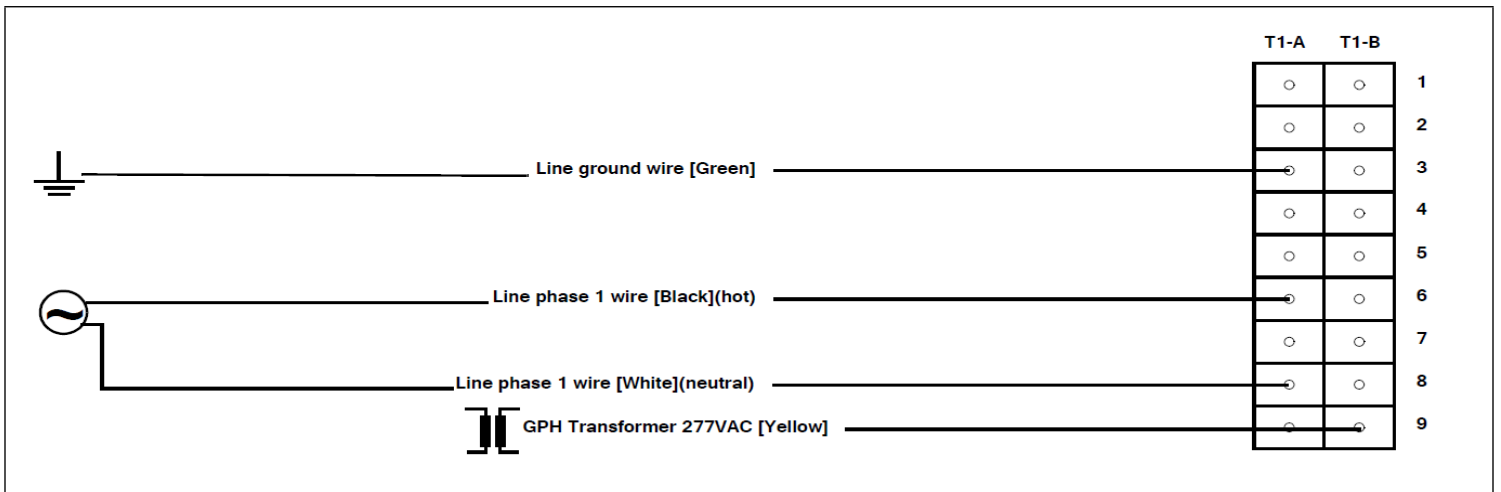 T1-A T1-B
1
2
Line ground wire [Green] 3
4
5
Line phase 1 wire [Black](hot) 6
7
Line phase 1 wire [White](neutral) 8
GPH Transformer 277VAC [Yellow] 9